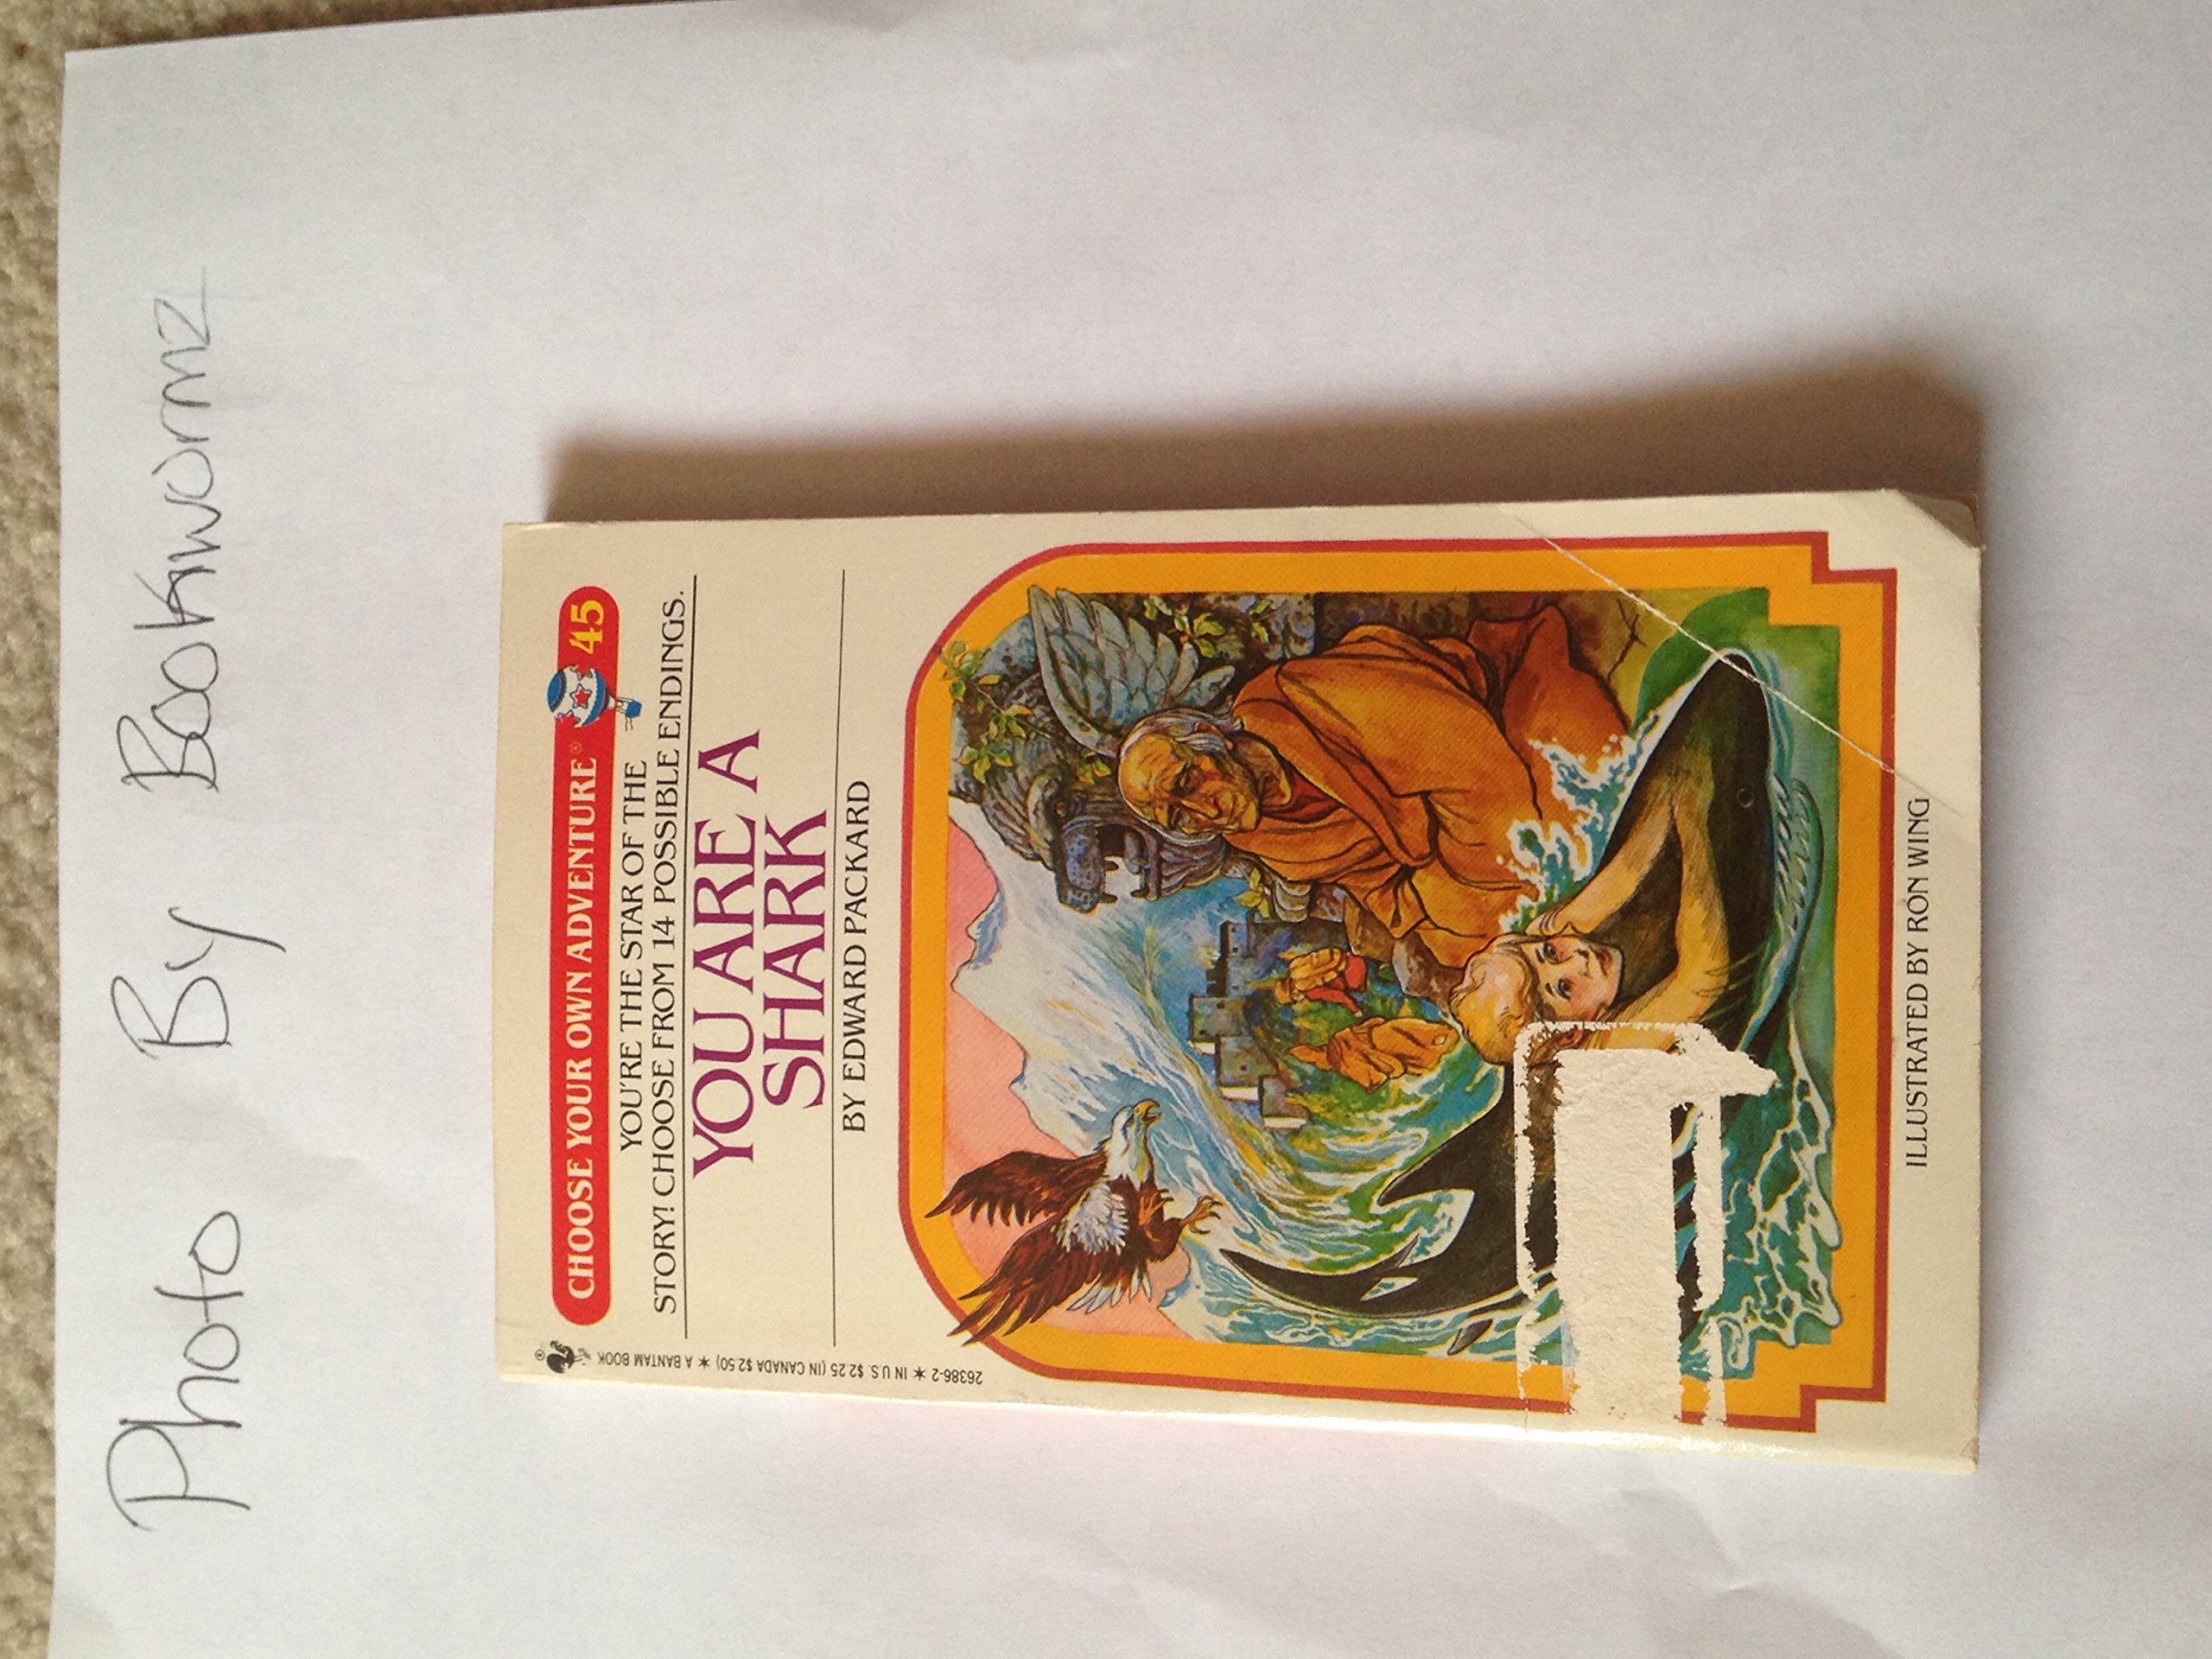 Photo By Bookwormz
CHOOSE YOUR OWN ADVENTURE® 45
YOU'RE THE STAR OF THE
STORY! CHOOSE FROM 14 POSSIBLE ENDINGS.
YOU ARE A
SHARK
BY EDWARD PACKARD
26386-2 ★ IN U.S. $2.25 (IN CANADA $2.50) ★ A BANTAM BOOK
ILLUSTRATED BY RON WING